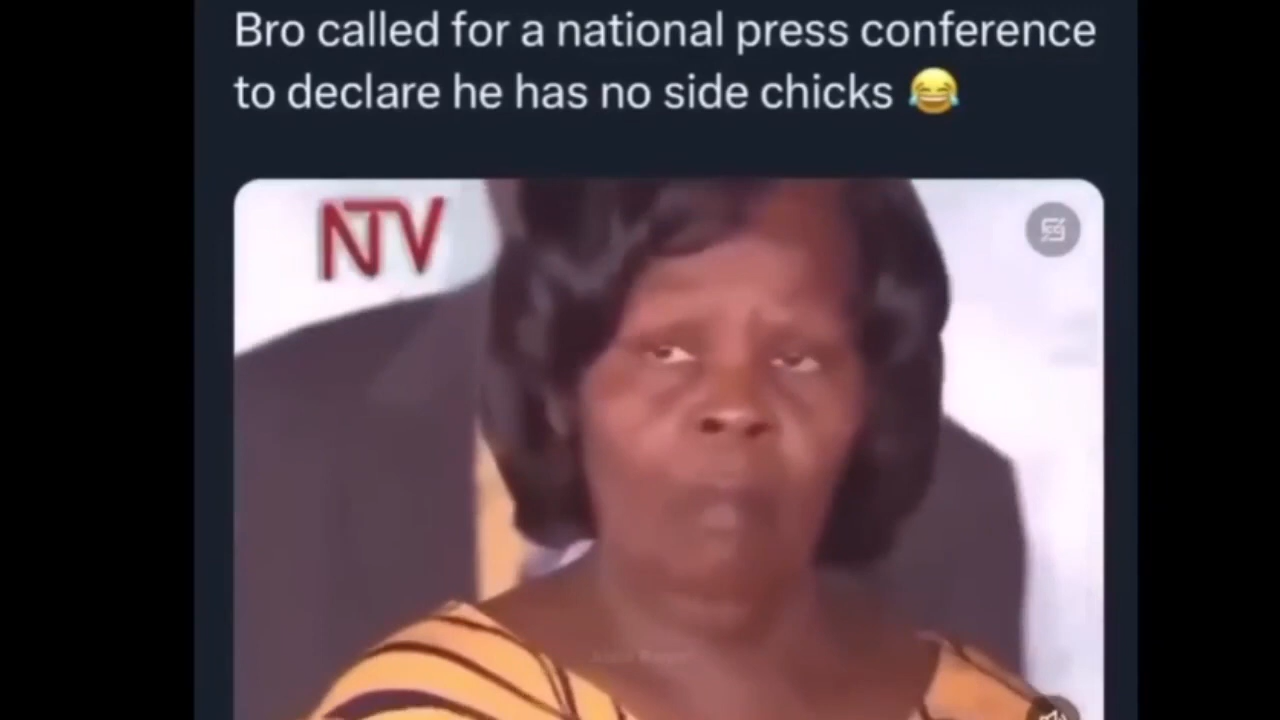 Bro called for a national press conference
to declare he has no side chicks 😂
NTV